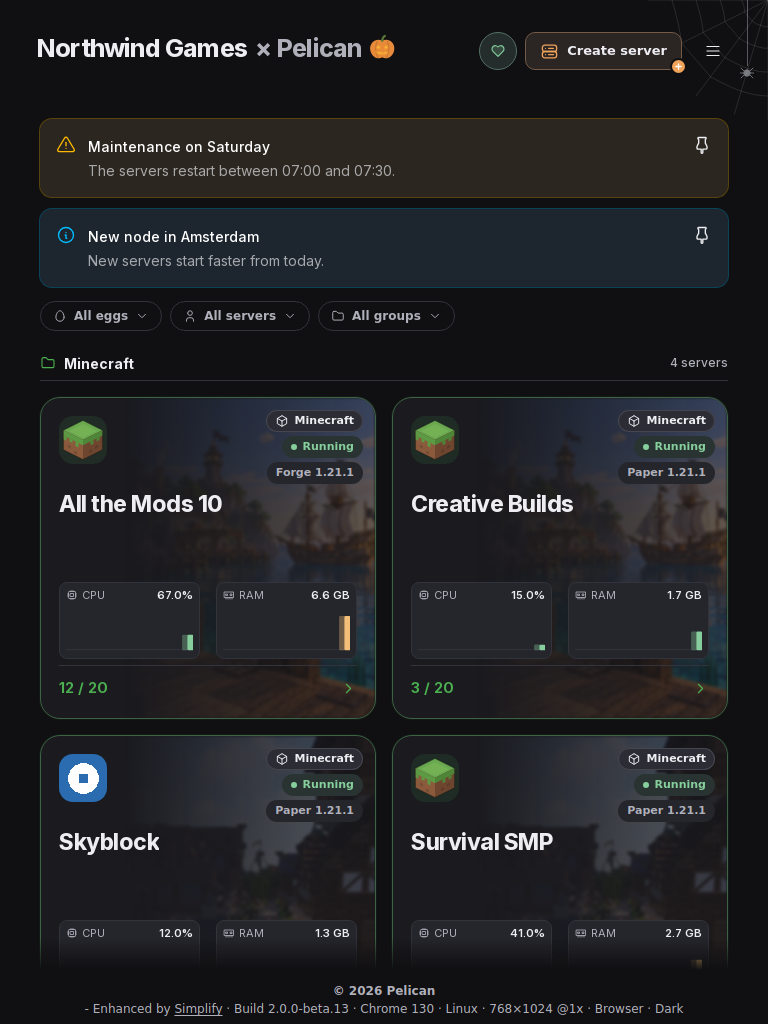 Northwind Games × Pelican 🎃
Create server
Maintenance on Saturday
The servers restart between 07:00 and 07:30.
New node in Amsterdam
New servers start faster from today.
All eggs
All servers
All groups
Minecraft
4 servers
Minecraft
Running
Forge 1.21.1
All the Mods 10
CPU 67.0%
RAM 6.6 GB
12 / 20
Minecraft
Running
Paper 1.21.1
Creative Builds
CPU 15.0%
RAM 1.7 GB
3 / 20
Minecraft
Running
Paper 1.21.1
Skyblock
CPU 12.0%
RAM 1.3 GB
Minecraft
Running
Paper 1.21.1
Survival SMP
CPU 41.0%
RAM 2.7 GB
© 2026 Pelican
- Enhanced by Simplify · Build 2.0.0-beta.13 · Chrome 130 · Linux · 768×1024 @1x · Browser · Dark